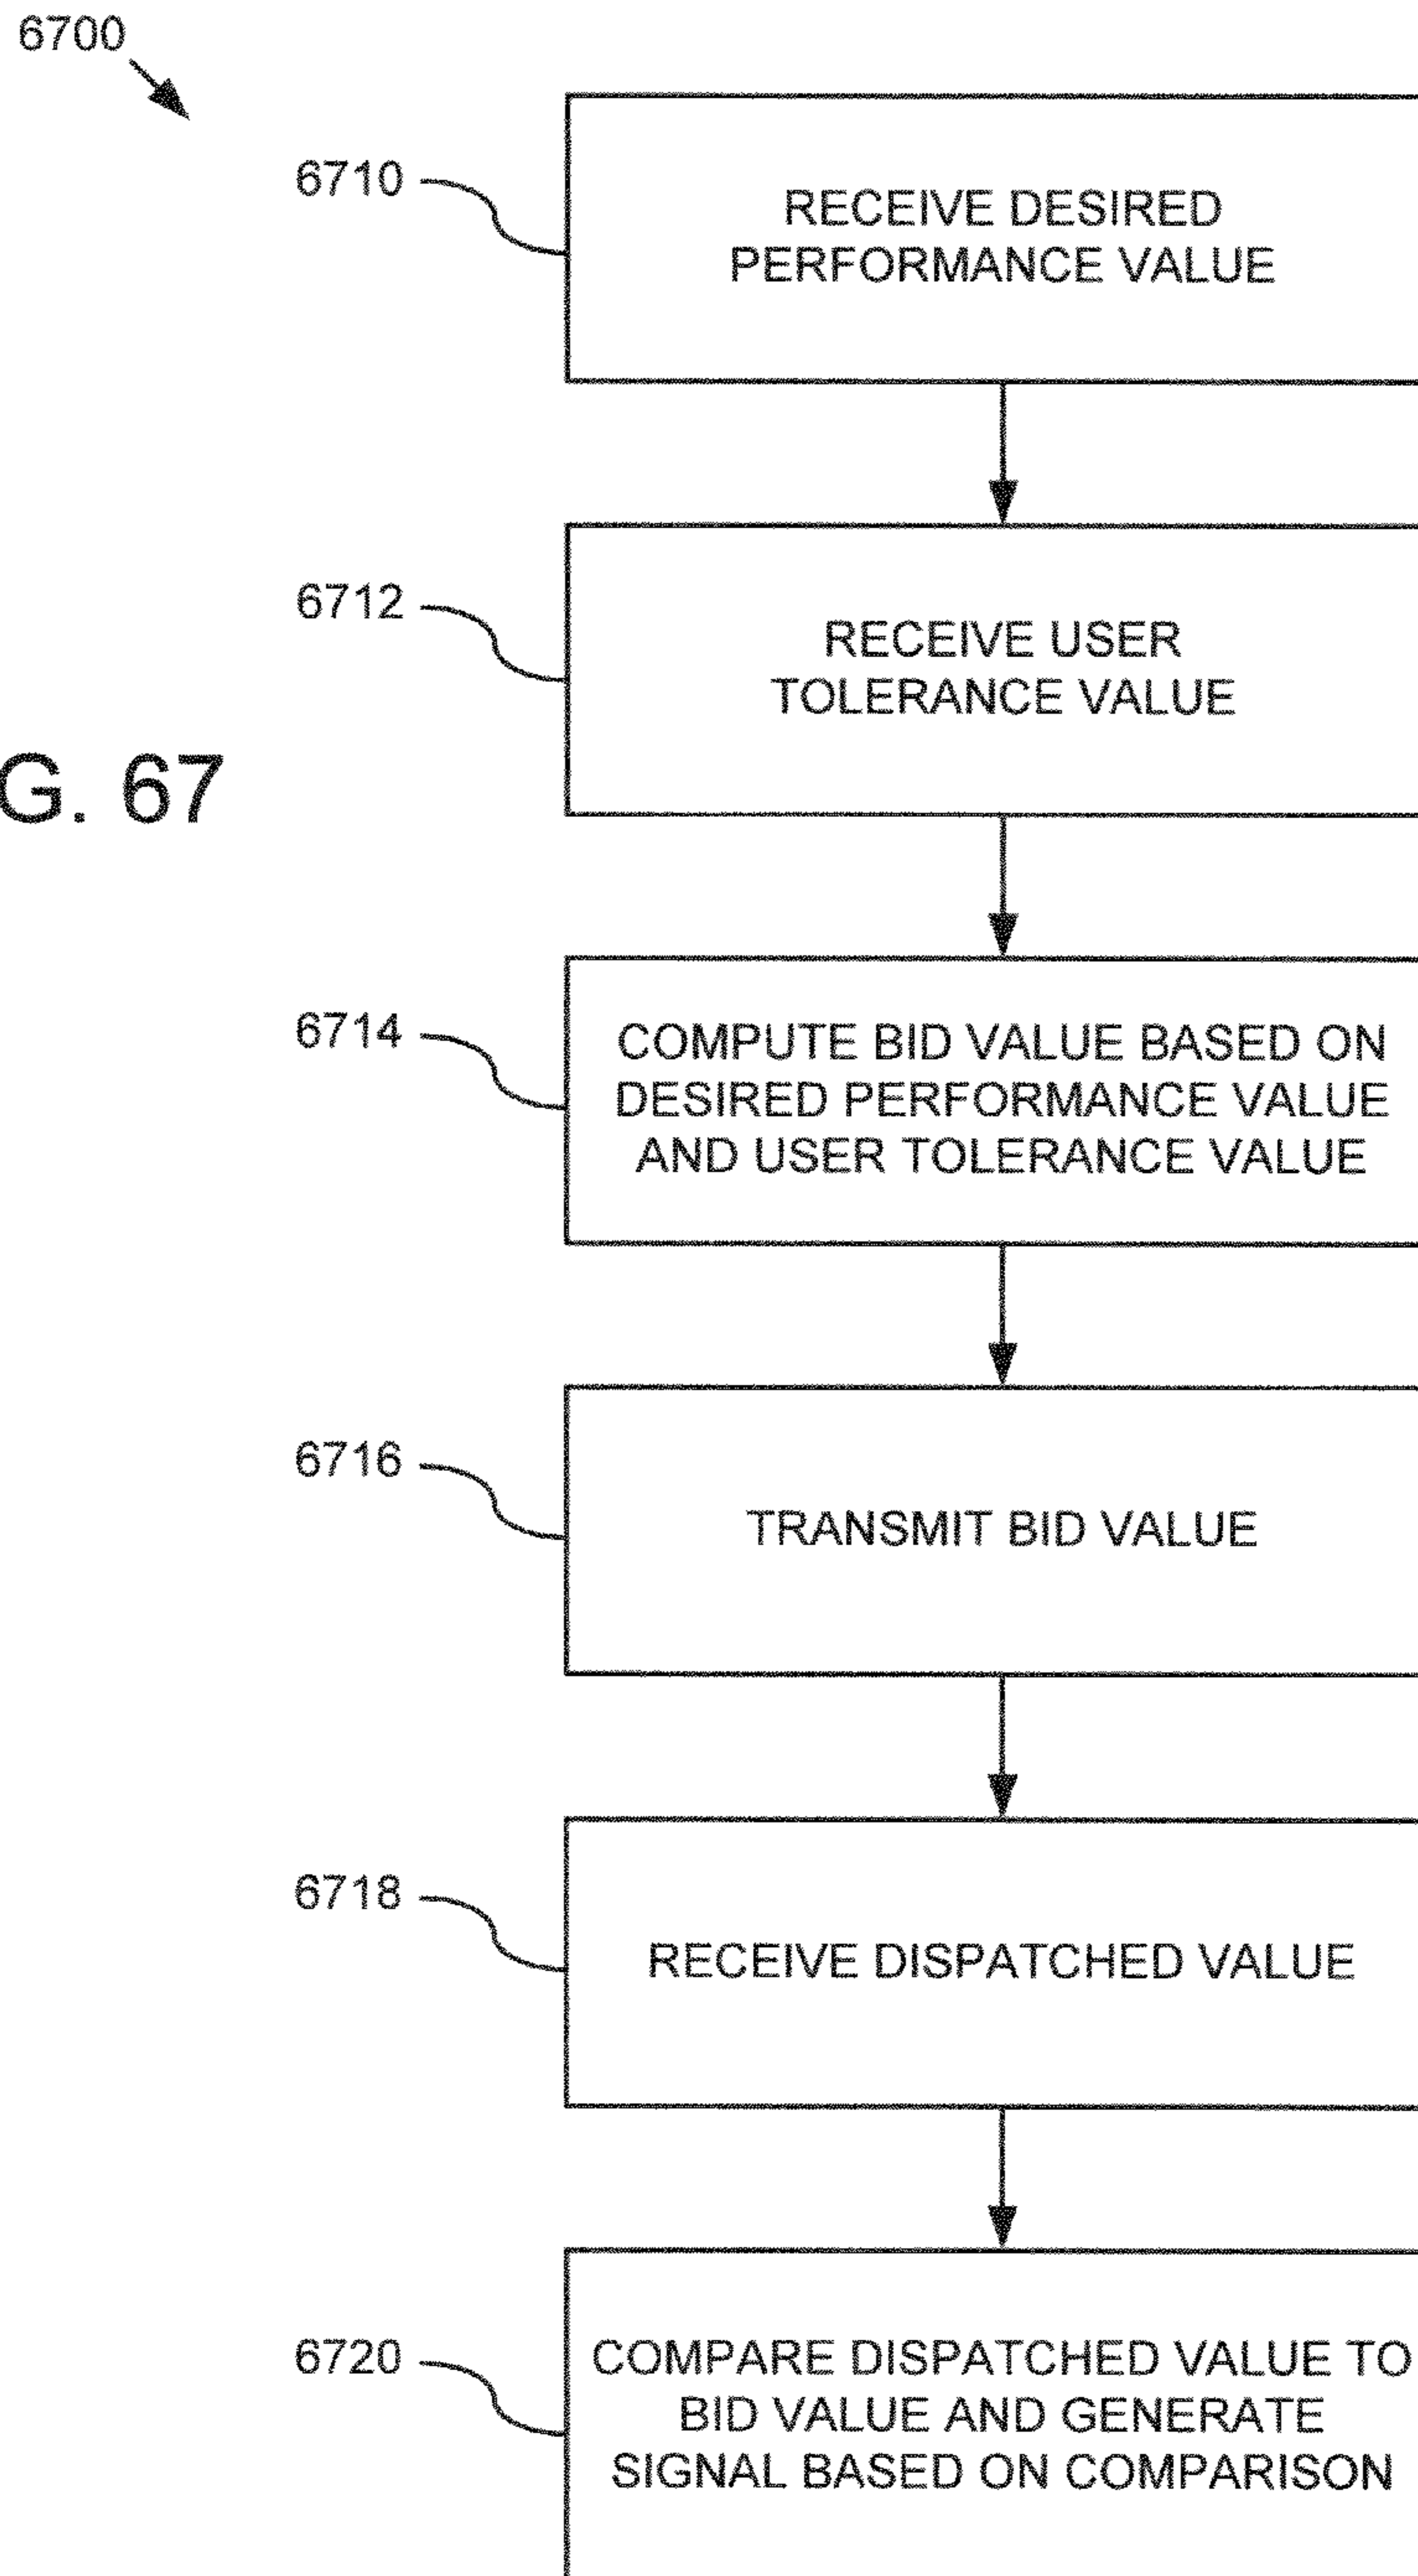 6700
6710
RECEIVE DESIRED
PERFORMANCE VALUE
6712
RECEIVE USER
TOLERANCE VALUE
G. 67
6714
COMPUTE BID VALUE BASED ON
DESIRED PERFORMANCE VALUE
AND USER TOLERANCE VALUE
6716
TRANSMIT BID VALUE
6718
RECEIVE DISPATCHED VALUE
6720
COMPARE DISPATCHED VALUE TO
BID VALUE AND GENERATE
SIGNAL BASED ON COMPARISON